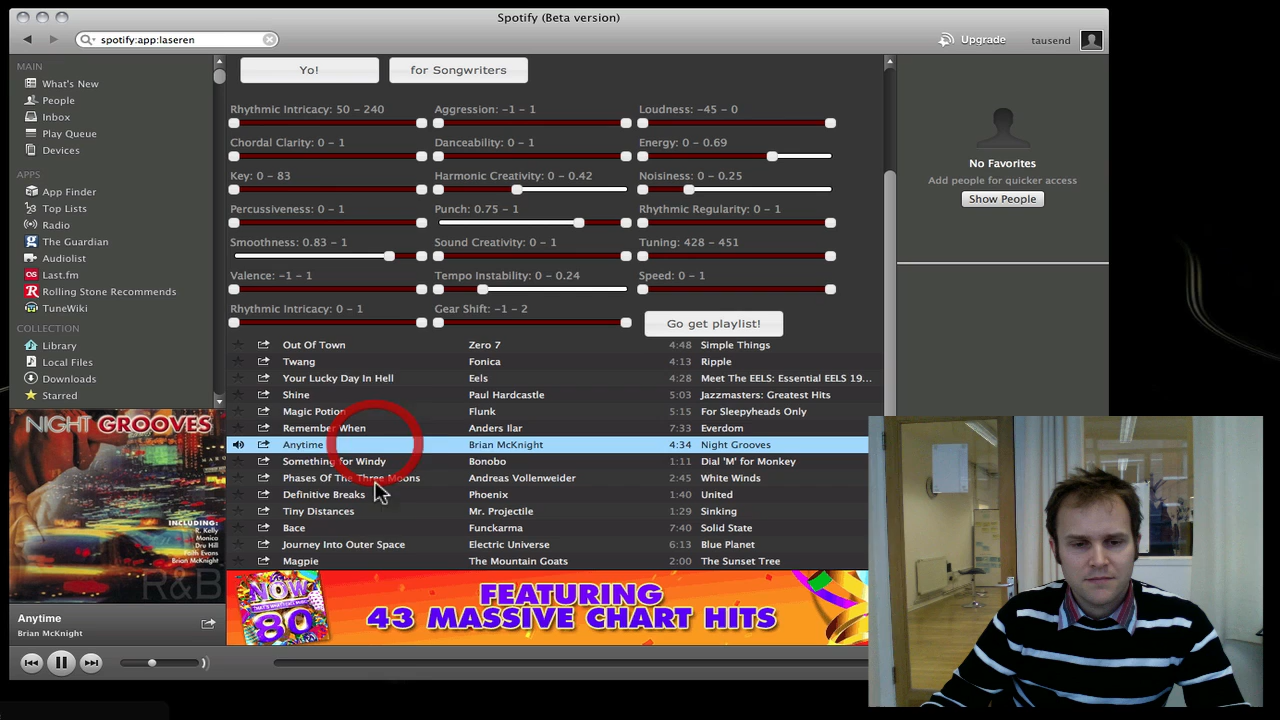 Spotify (Beta version)
spotify:app:laseren
Upgrade
tausend
MAIN
What's New
People
Inbox
Play Queue
Devices
APPS
App Finder
Top Lists
Radio
The Guardian
Audiolist
Last.fm
Rolling Stone Recommends
TuneWiki
COLLECTION
Library
Local Files
Downloads
Starred
Yo!
for Songwriters
Rhythmic Intricacy: 50 – 240
Aggression: –1 – 1
Loudness: –45 – 0
Chordal Clarity: 0 – 1
Danceability: 0 – 1
Energy: 0 – 0.69
Key: 0 – 83
Harmonic Creativity: 0 – 0.42
Noisiness: 0 – 0.25
Percussiveness: 0 – 1
Punch: 0.75 – 1
Rhythmic Regularity: 0 – 1
Smoothness: 0.83 – 1
Sound Creativity: 0 – 1
Tuning: 428 – 451
Valence: –1 – 1
Tempo Instability: 0 – 0.24
Speed: 0 – 1
Rhythmic Intricacy: 0 – 1
Gear Shift: –1 – 2
Go get playlist!
Out Of Town Zero 7 4:48 Simple Things
Twang Fonica 4:13 Ripple
Your Lucky Day In Hell Eels 4:28 Meet The EELS: Essential EELS 19...
Shine Paul Hardcastle 5:03 Jazzmasters: Greatest Hits
Magic Potion Flunk 5:15 For Sleepyheads Only
Remember When Anders Ilar 7:33 Everdom
Anytime Brian McKnight 4:34 Night Grooves
Something for Windy Bonobo 1:11 Dial 'M' for Monkey
Phases Of The Three Moons Andreas Vollenweider 2:45 White Winds
Definitive Breaks Phoenix 1:40 United
Tiny Distances Mr. Projectile 1:29 Sinking
Bace Funckarma 7:40 Solid State
Journey Into Outer Space Electric Universe 6:13 Blue Planet
Magpie The Mountain Goats 2:00 The Sunset Tree
No Favorites
Add people for quicker access
Show People
NIGHT GROOVES
INCLUDING:
R. Kelly
Monica
Dru Hill
Faith Evans
Brian McKnight
R&B
Anytime
Brian McKnight
NOW
80
FEATURING
43 MASSIVE CHART HITS